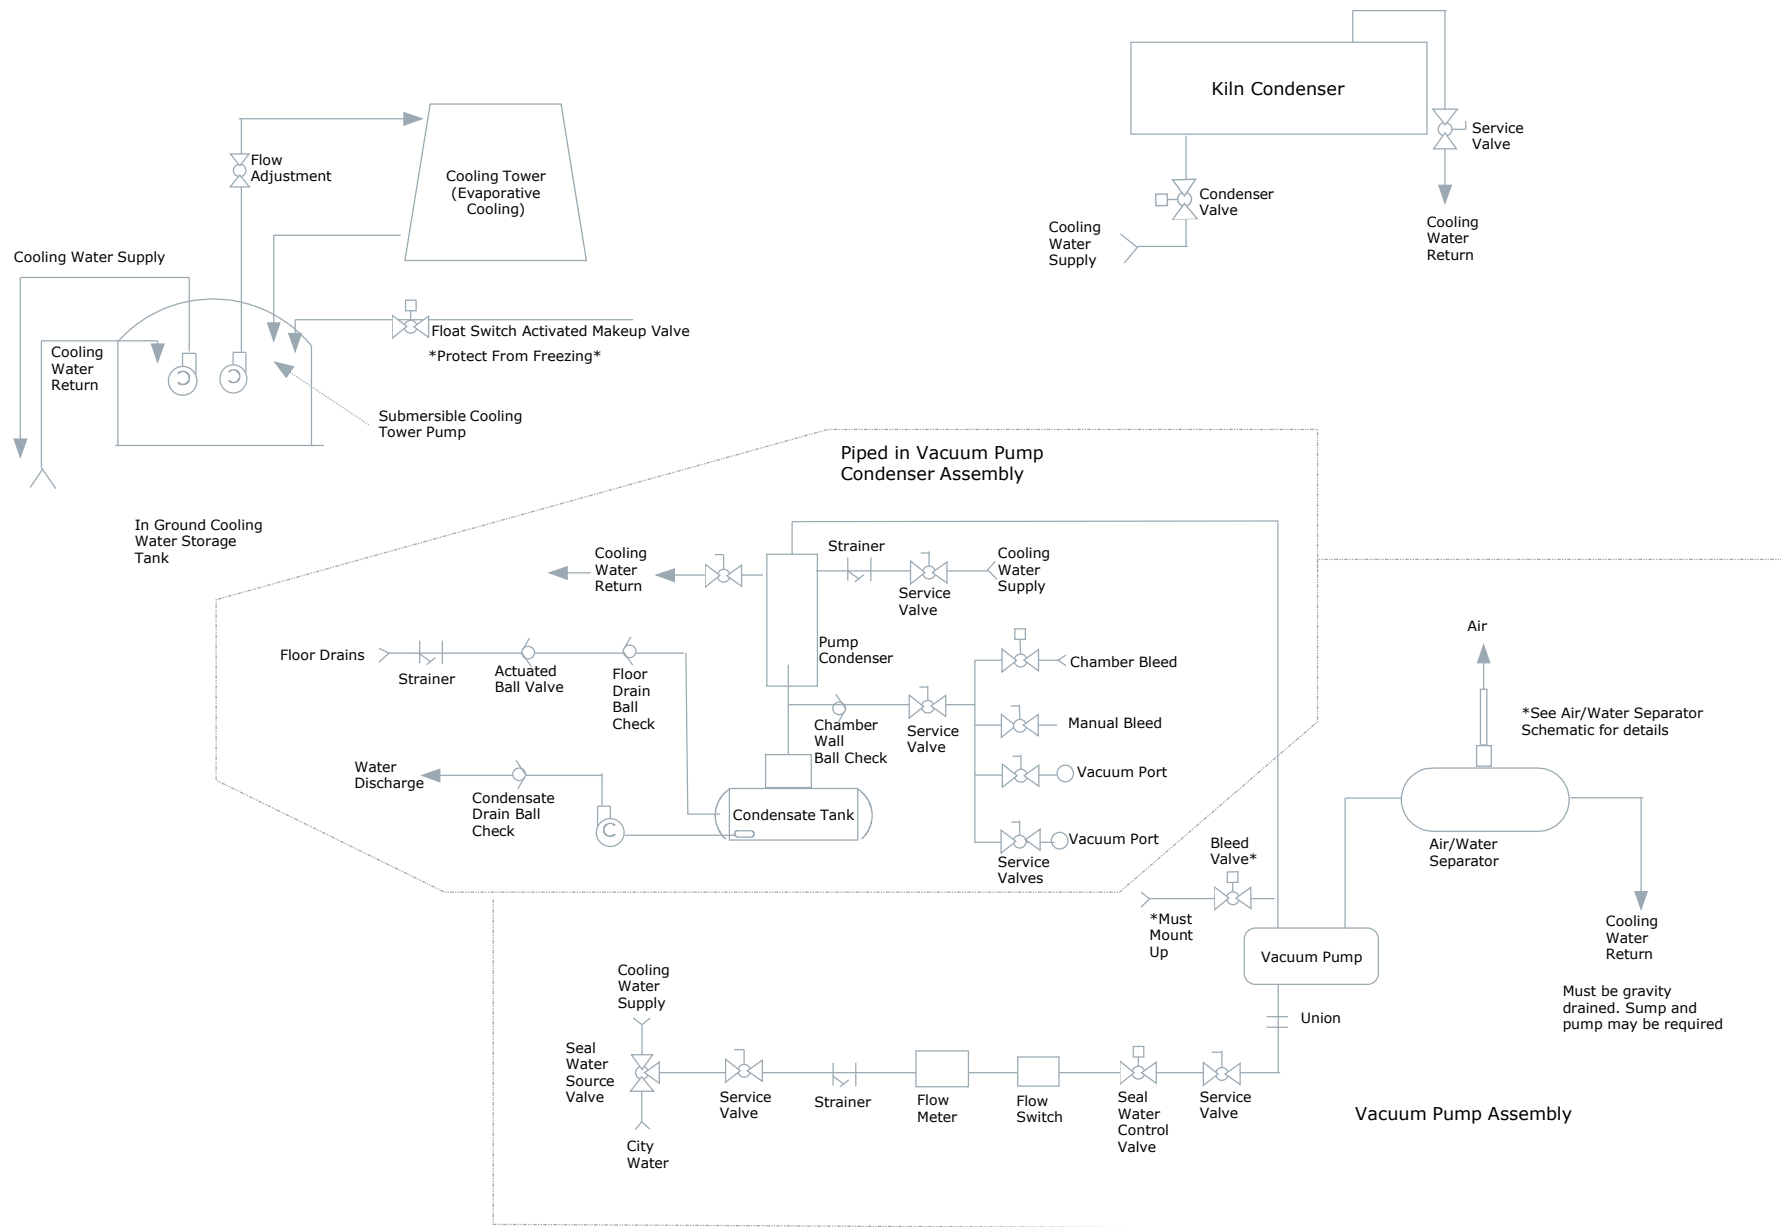 Kiln Condenser
Service
Valve
Condenser
Valve
Cooling
Water
Supply
Cooling
Water
Return
Flow
Adjustment
Cooling Tower
(Evaporative
Cooling)
Cooling Water Supply
Float Switch Activated Makeup Valve
*Protect From Freezing*
Cooling
Water
Return
Submersible Cooling
Tower Pump
In Ground Cooling
Water Storage
Tank
Piped in Vacuum Pump
Condenser Assembly
Cooling
Water
Return
Strainer
Service
Valve
Cooling
Water
Supply
Pump
Condenser
Floor Drains
Strainer
Actuated
Ball Valve
Floor
Drain
Ball
Check
Chamber
Wall
Ball Check
Service
Valve
Chamber Bleed
Manual Bleed
Vacuum Port
Vacuum Port
Service
Valves
Water
Discharge
Condensate
Drain Ball
Check
C
Condensate Tank
Air
*See Air/Water Separator
Schematic for details
Air/Water
Separator
Bleed
Valve*
*Must
Mount
Up
Vacuum Pump
Cooling
Water
Return
Must be gravity
drained. Sump and
pump may be required
Union
Cooling
Water
Supply
Seal
Water
Source
Valve
City
Water
Service
Valve
Strainer
Flow
Meter
Flow
Switch
Seal
Water
Control
Valve
Service
Valve
Vacuum Pump Assembly